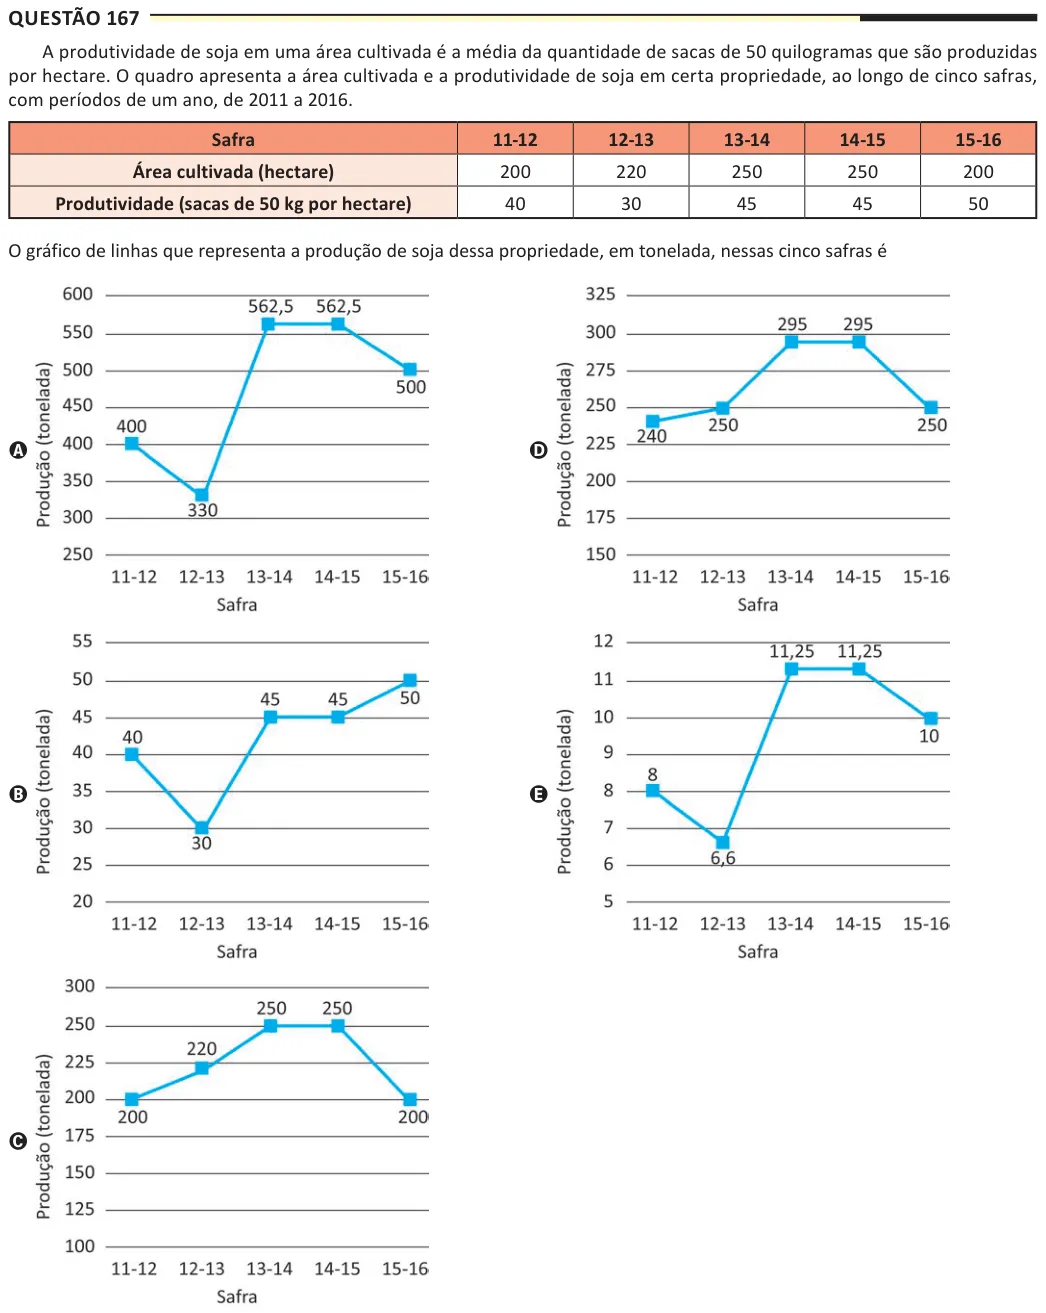 QUESTÃO 167
A produtividade de soja em uma área cultivada é a média da quantidade de sacas de 50 quilogramas que são produzidas
por hectare. O quadro apresenta a área cultivada e a produtividade de soja em certa propriedade, ao longo de cinco safras,
com períodos de um ano, de 2011 a 2016.
Safra 11-12 12-13 13-14 14-15 15-16
Área cultivada (hectare) 200 220 250 250 200
Produtividade (sacas de 50 kg por hectare) 40 30 45 45 50
O gráfico de linhas que representa a produção de soja dessa propriedade, em tonelada, nessas cinco safras é
A
Produção (tonelada)
600
550
500
450
400
350
300
250
400
330
562,5
562,5
500
11-12 12-13 13-14 14-15 15-16
Safra
B
Produção (tonelada)
55
50
45
40
35
30
25
20
40
30
45
45
50
11-12 12-13 13-14 14-15 15-16
Safra
C
Produção (tonelada)
300
250
225
200
175
150
125
100
200
220
250
250
200
11-12 12-13 13-14 14-15 15-16
Safra
D
Produção (tonelada)
325
300
275
250
225
200
175
150
240
250
295
295
250
11-12 12-13 13-14 14-15 15-16
Safra
E
Produção (tonelada)
12
11
10
9
8
7
6
5
8
6,6
11,25
11,25
10
11-12 12-13 13-14 14-15 15-16
Safra